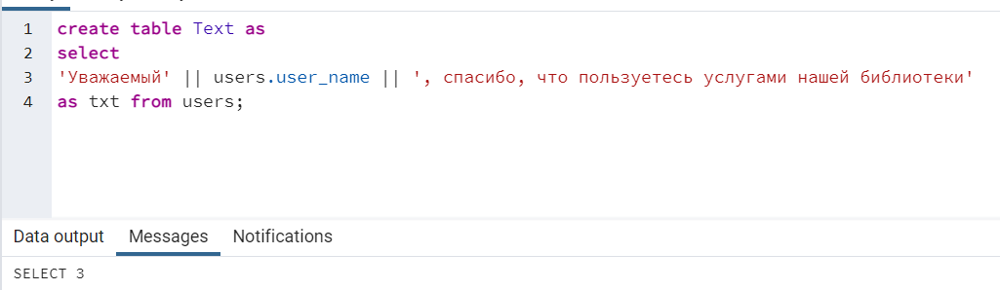 1 create table Text as
2 select
3 'Уважаемый' || users.user_name || ', спасибо, что пользуетесь услугами нашей библиотеки'
4 as txt from users;
Data output Messages Notifications
SELECT 3